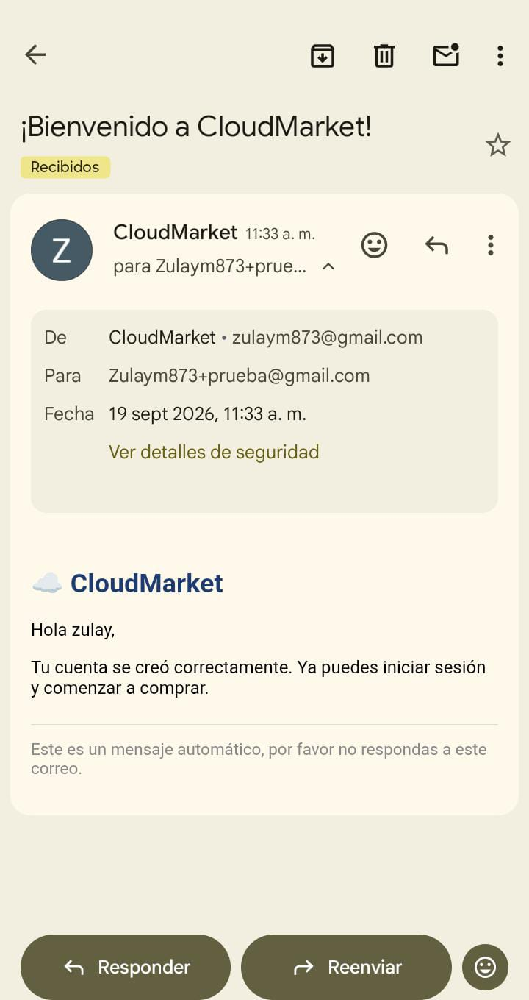 ¡Bienvenido a CloudMarket!
Recibidos
Z
CloudMarket 11:33 a. m.
para Zulaym873+prue...
De CloudMarket • zulaym873@gmail.com
Para Zulaym873+prueba@gmail.com
Fecha 19 sept 2026, 11:33 a. m.
Ver detalles de seguridad
CloudMarket
Hola zulay,
Tu cuenta se creó correctamente. Ya puedes iniciar sesión
y comenzar a comprar.
Este es un mensaje automático, por favor no respondas a este
correo.
Responder
Reenviar